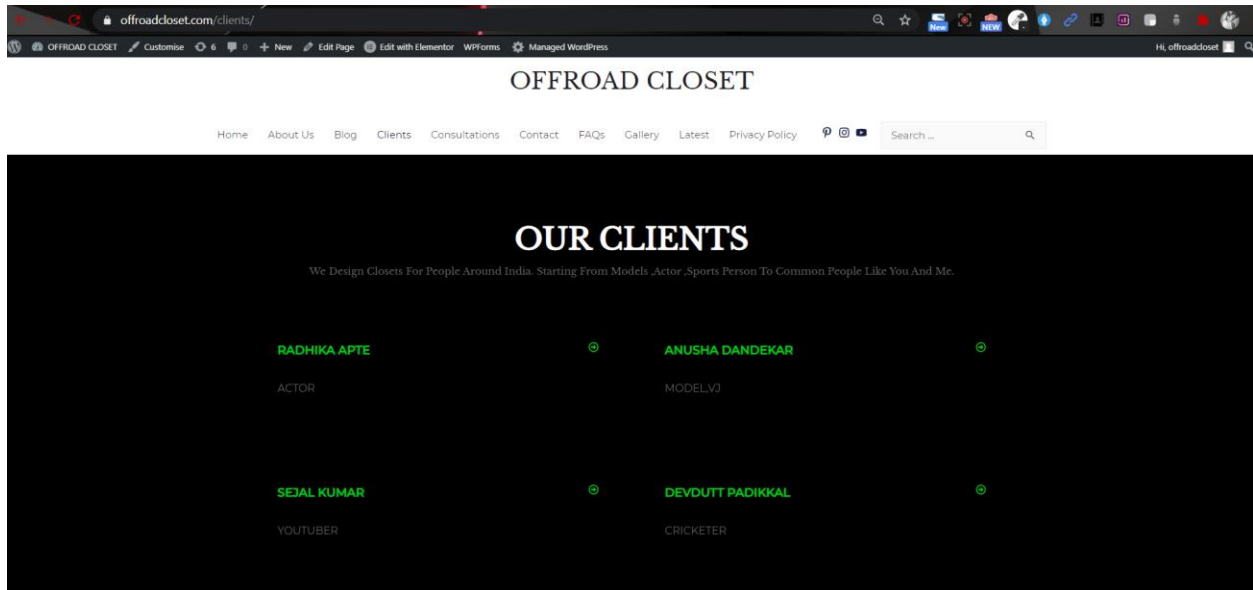 offroadcloset.com/clients/
New
NEW
OFFROAD CLOSET Customise 6 0 New Edit Page Edit with Elementor WPForms Managed WordPress Hi, offroadcloset
OFFROAD CLOSET
Home About Us Blog Clients Consultations Contact FAQs Gallery Latest Privacy Policy Search ...
OUR CLIENTS
We Design Closets For People Around India. Starting From Models ,Actor ,Sports Person To Common People Like You And Me.
RADHIKA APTE ANUSHA DANDEKAR
ACTOR MODEL,VJ
SEJAL KUMAR DEVDUTT PADIKKAL
YOUTUBER CRICKETER